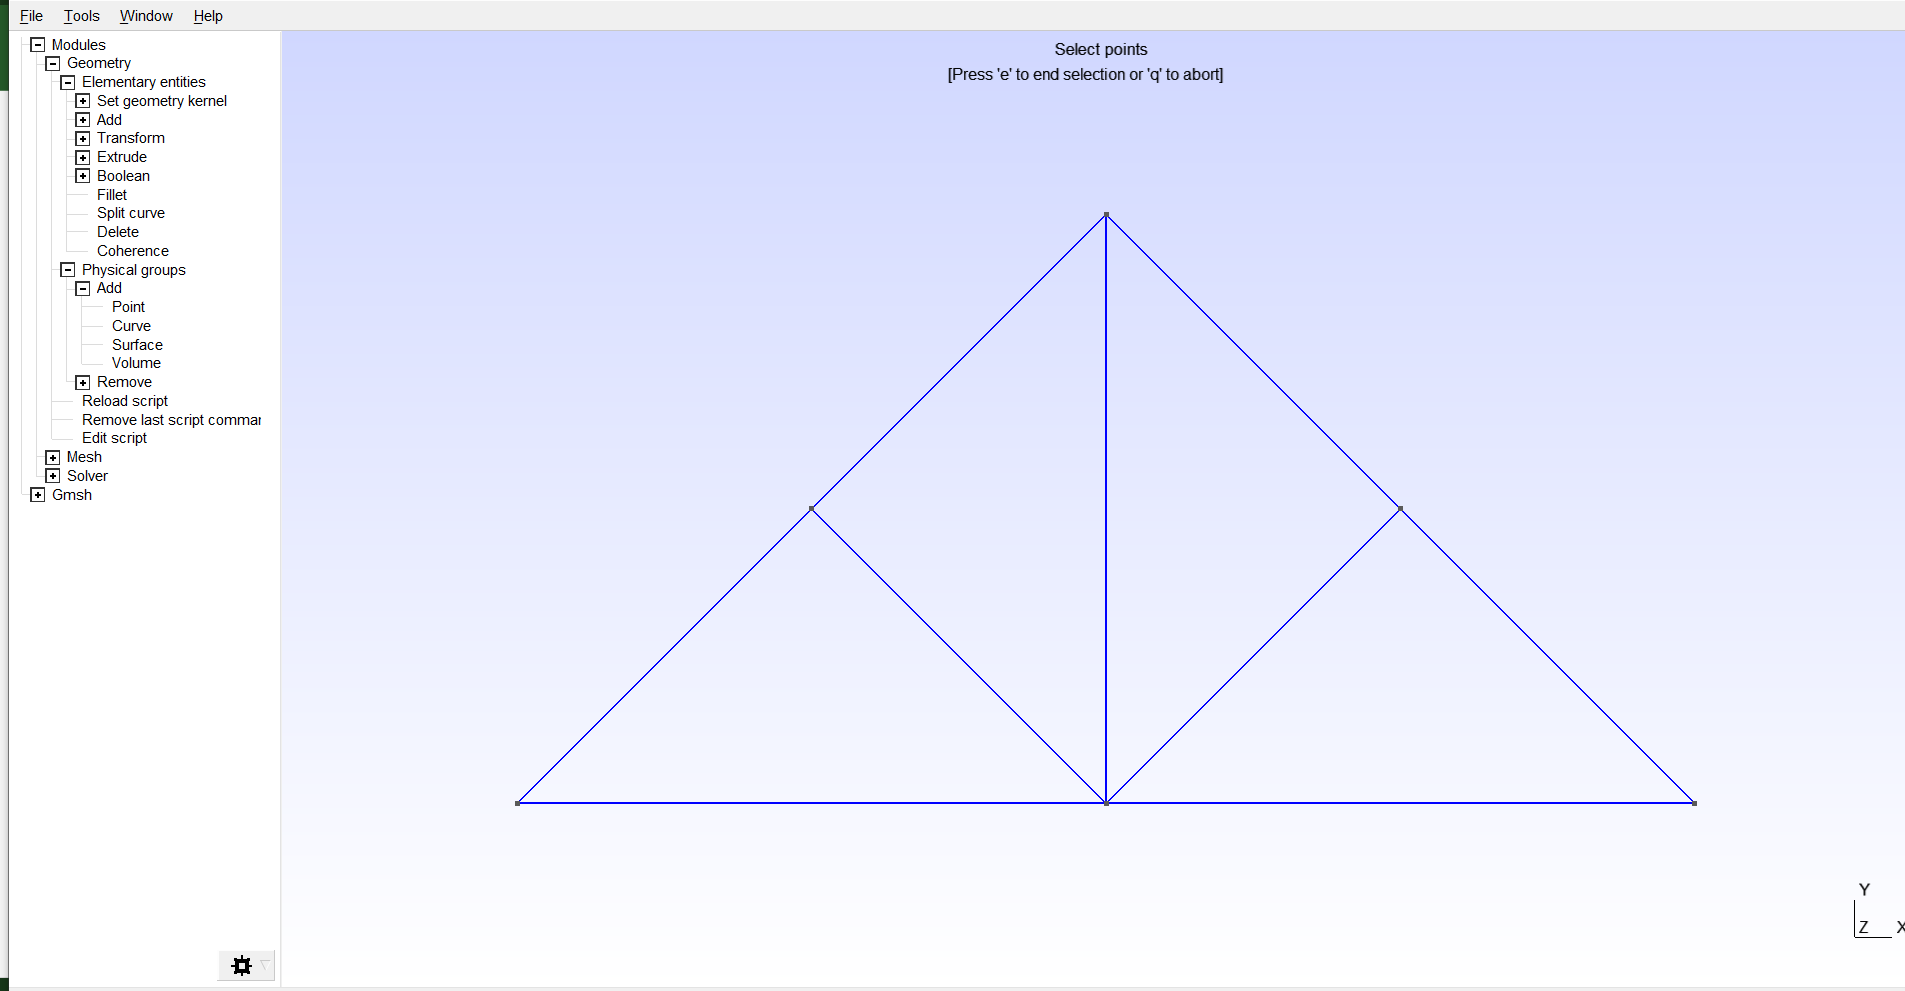 File Tools Window Help
Modules
Geometry
Elementary entities
Set geometry kernel
Add
Transform
Extrude
Boolean
Fillet
Split curve
Delete
Coherence
Physical groups
Add
Point
Curve
Surface
Volume
Remove
Reload script
Remove last script commar
Edit script
Mesh
Solver
Gmsh
Select points
[Press 'e' to end selection or 'q' to abort]
Y
Z X